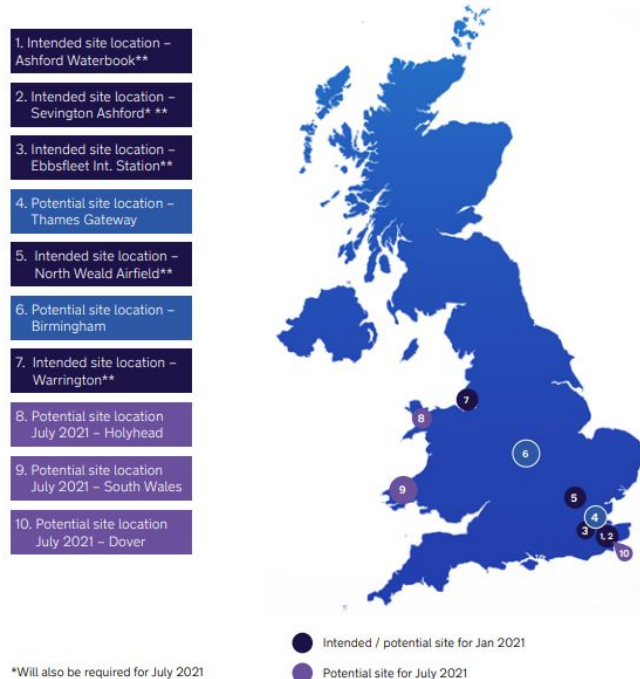 1. Intended site location –
Ashford Waterbook**
2. Intended site location –
Sevington Ashford* **
3. Intended site location –
Ebbsfleet Int. Station**
4. Potential site location –
Thames Gateway
5. Intended site location –
North Weald Airfield**
6. Potential site location –
Birmingham
7. Intended site location –
Warrington**
8. Potential site location
July 2021 – Holyhead
9. Potential site location
July 2021 – South Wales
10. Potential site location
July 2021 – Dover
7
8
6
9
5
4
3
1, 2
10
Intended / potential site for Jan 2021
Potential site for July 2021
*Will also be required for July 2021